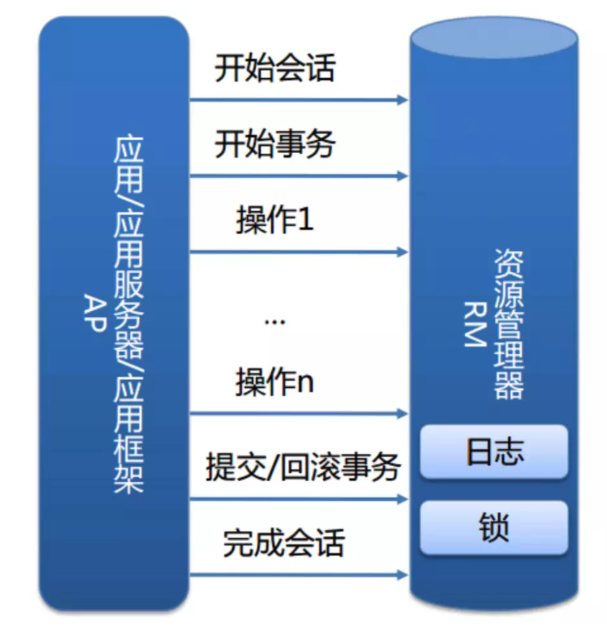 应用/应用服务器/应用框架
AP
开始会话
开始事务
操作1
...
操作n
提交/回滚事务
完成会话
资源管理器
RM
日志
锁